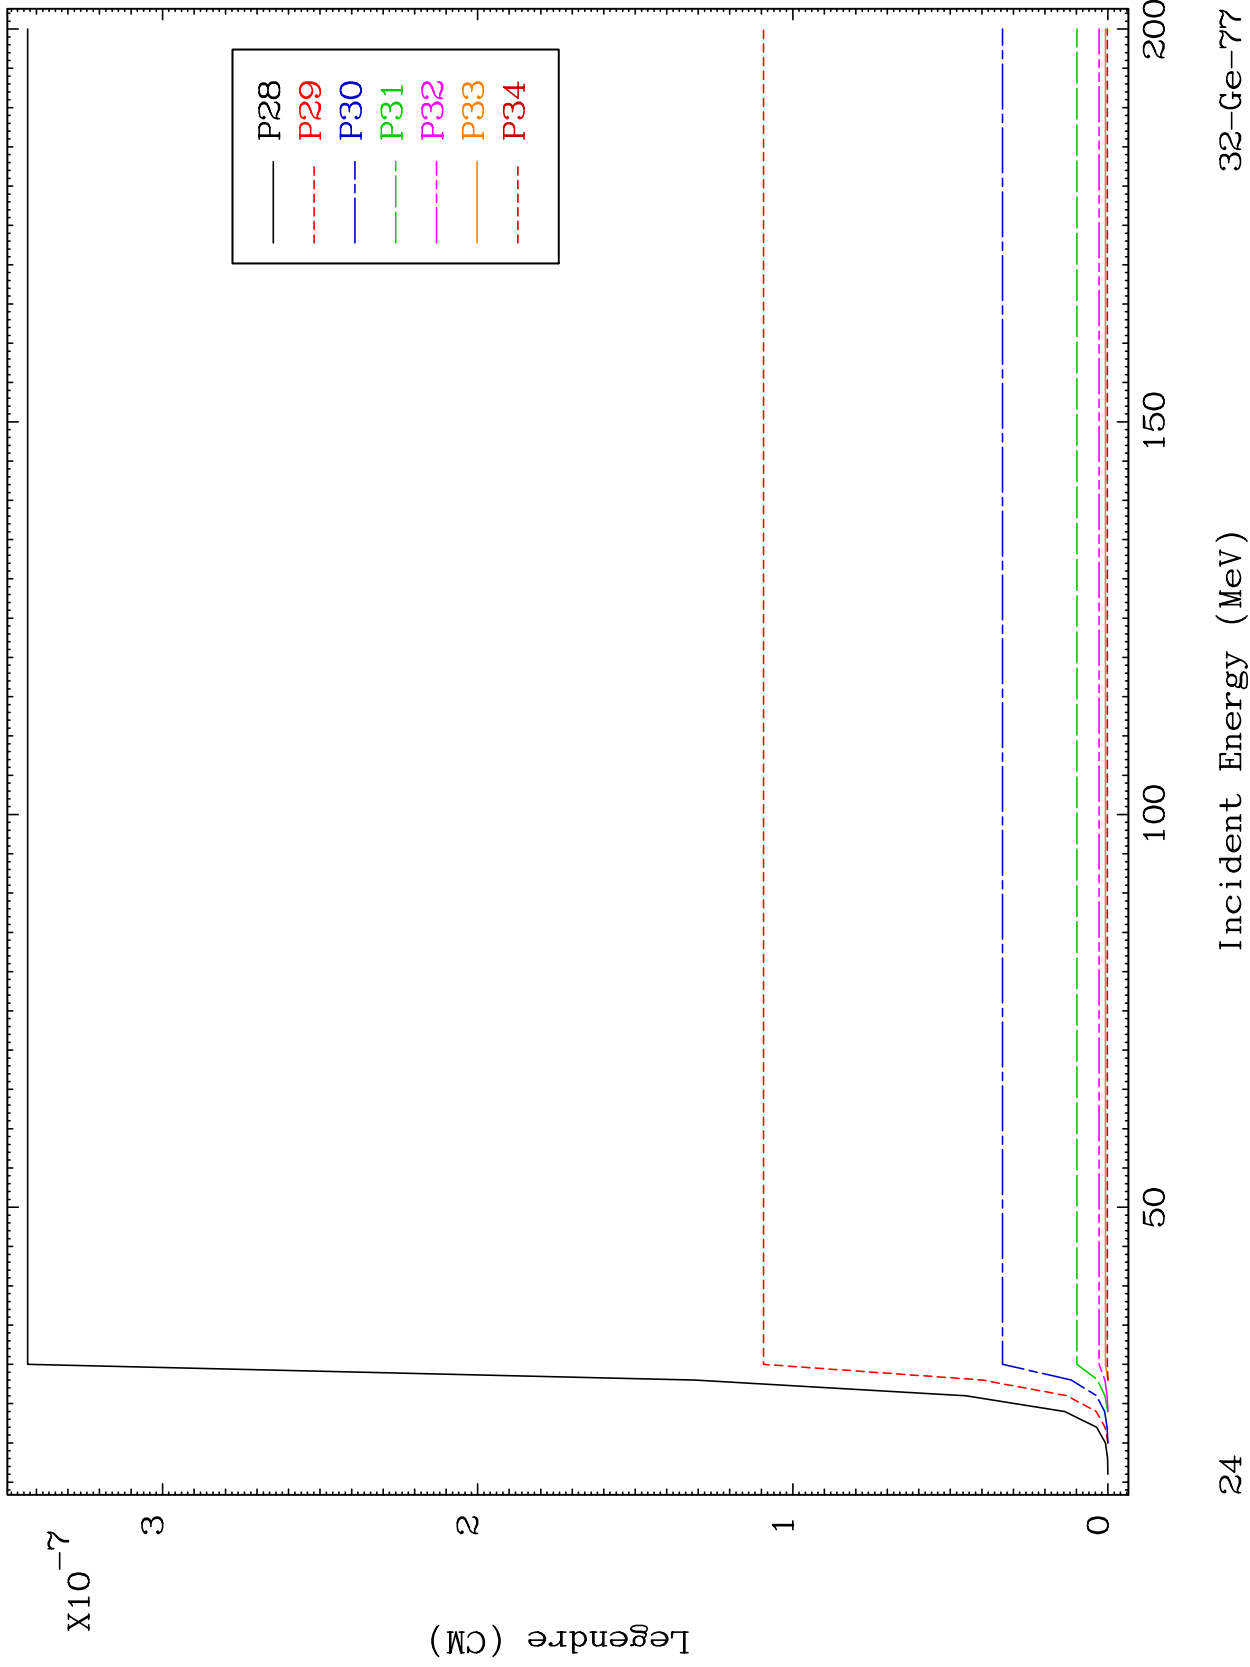 X10-7
3
2
1
0
Legendre (CM)
P28
P29
P30
P31
P32
P33
P34
50
100
150
200
Incident Energy (MeV)
24
32-Ge-77